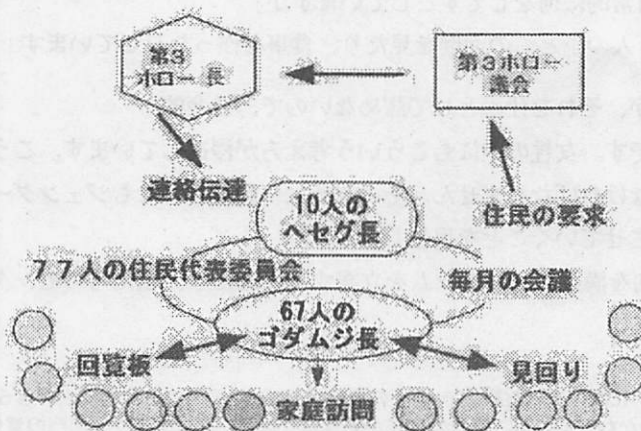 第3
ホロー長
第3ホロー
議会
連絡伝達
10人の
ヘセグ長
住民の要求
77人の住民代表委員会
毎月の会議
67人の
ゴダムジ長
回覧板
見回り
家庭訪問